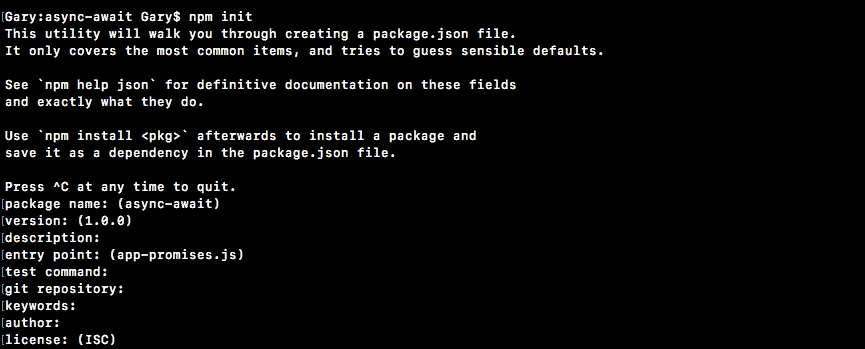 [Gary:async-await Gary$ npm init
This utility will walk you through creating a package.json file.
It only covers the most common items, and tries to guess sensible defaults.
See `npm help json` for definitive documentation on these fields
and exactly what they do.
Use `npm install <pkg>` afterwards to install a package and
save it as a dependency in the package.json file.
Press ^C at any time to quit.
[package name: (async-await)
[version: (1.0.0)
[description:
[entry point: (app-promises.js)
[test command:
[git repository:
[keywords:
[author:
[license: (ISC)